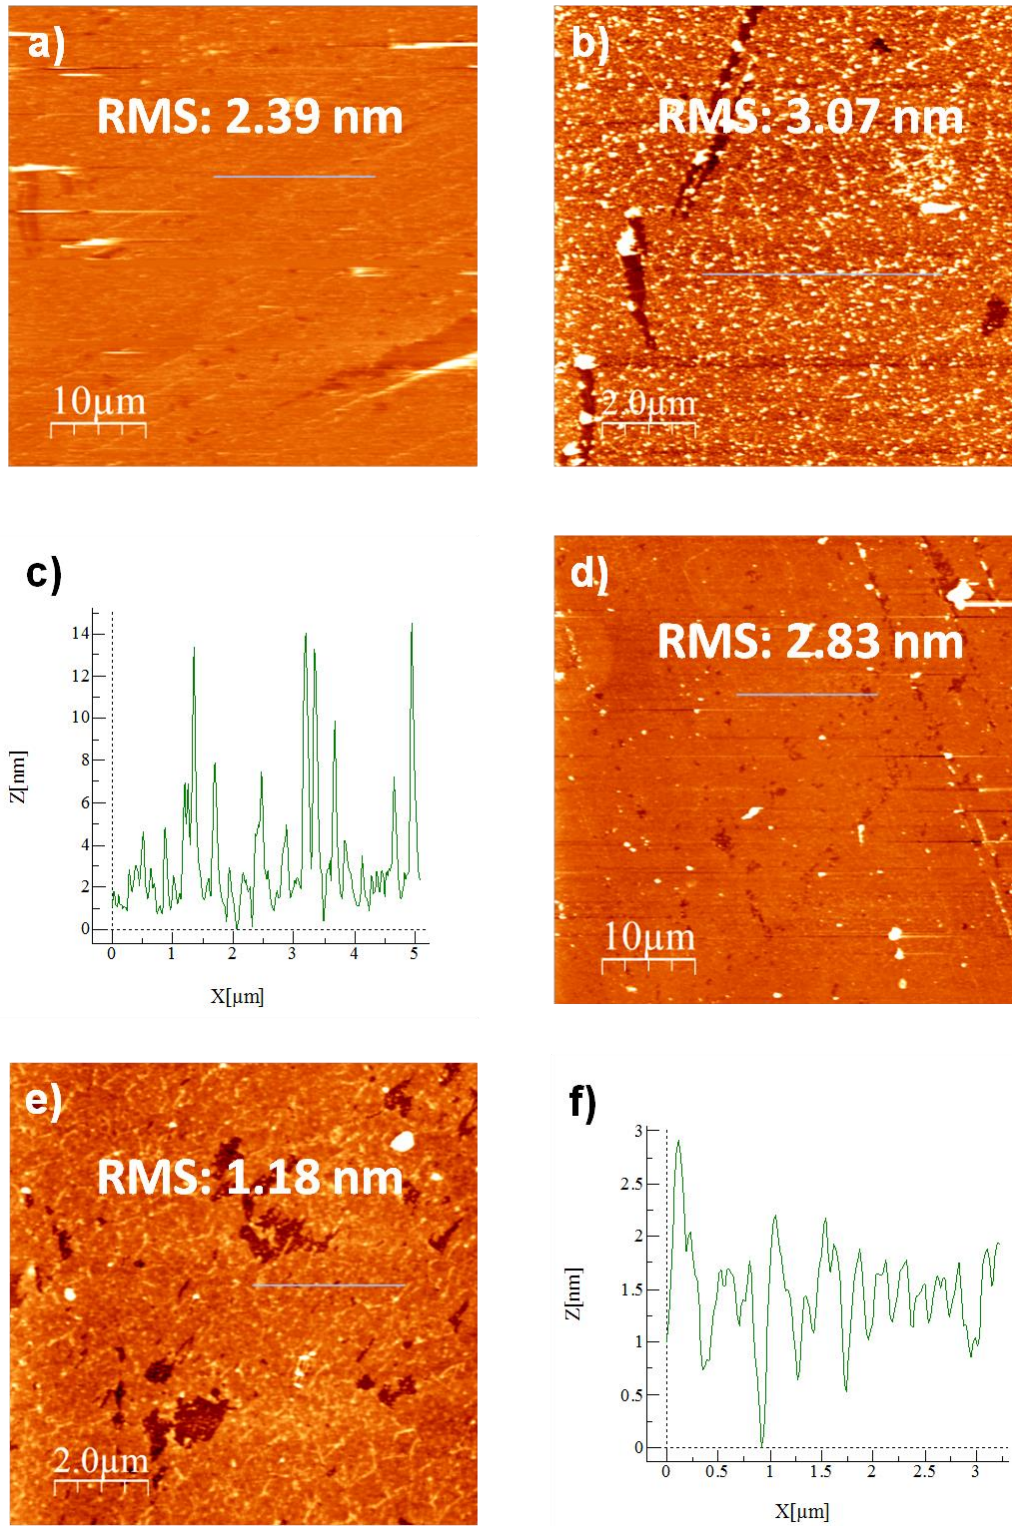 a)
RMS: 2.39 nm
10µm
b)
RMS: 3.07 nm
2.0µm
c)
14
12
10
8
6
4
2
0
Z[nm]
0 1 2 3 4 5
X[µm]
d)
RMS: 2.83 nm
10µm
e)
RMS: 1.18 nm
2.0µm
f)
3
2.5
2
1.5
1
0.5
0
Z[nm]
0 0.5 1 1.5 2 2.5 3
X[µm]